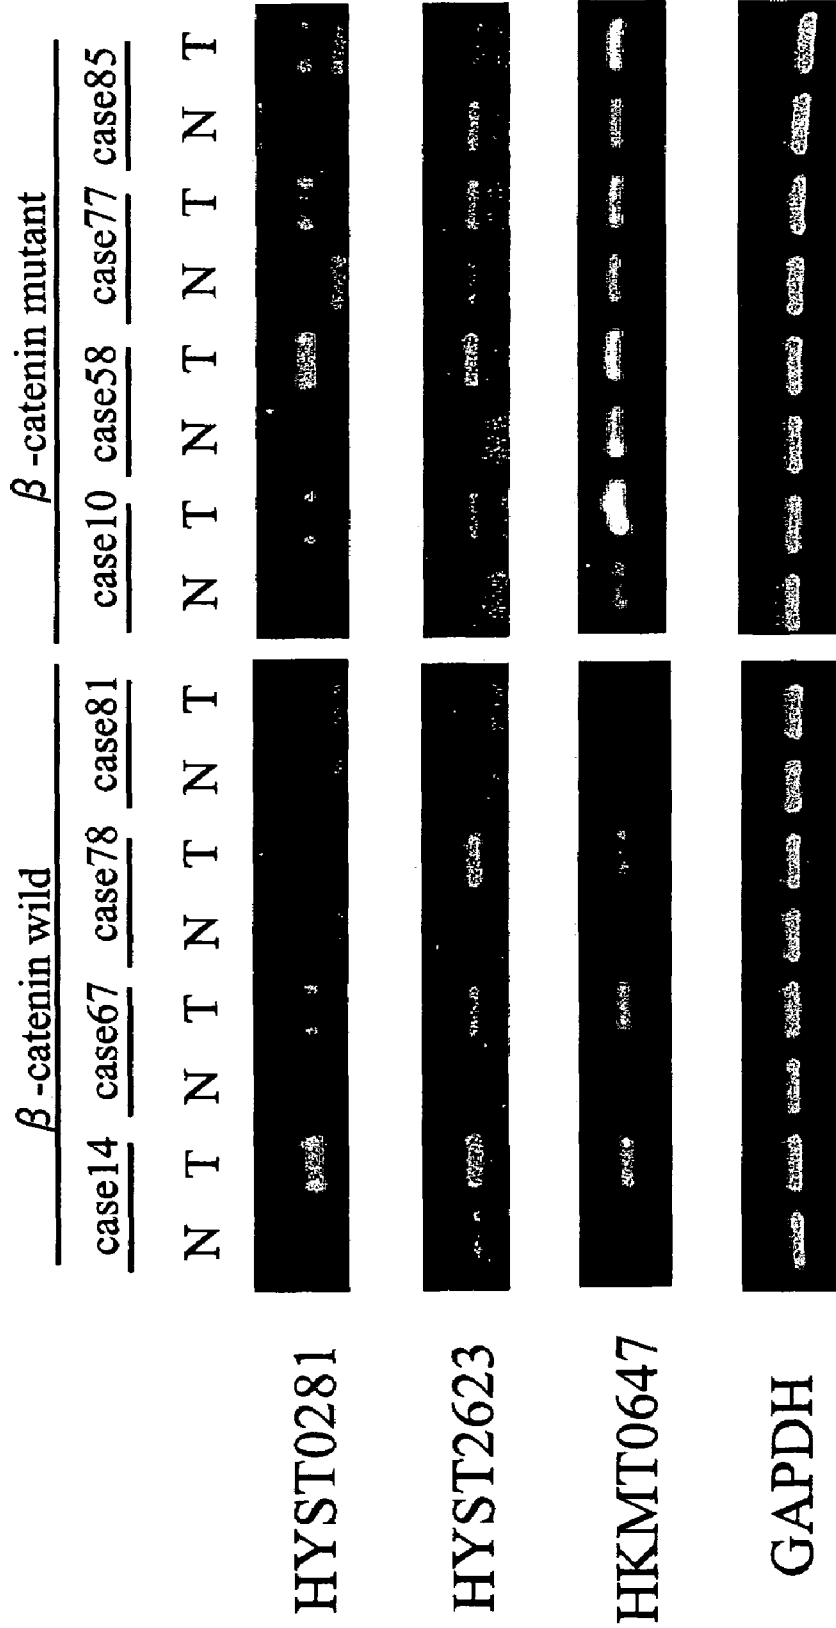 β-catenin wild β-catenin mutant
case14 case67 case78 case81 case10 case58 case77 case85
N T N T N T N T N T N T N T N T
HYST0281
HYST2623
HKMT0647
GAPDH